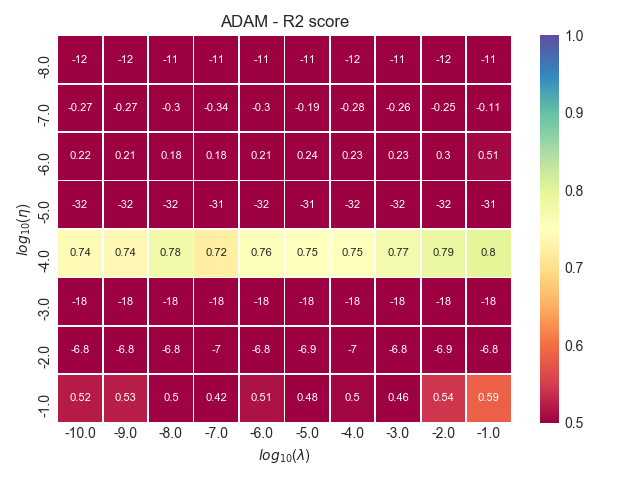 ADAM - R2 score
-8.0 -12 -12 -11 -11 -11 -11 -12 -11 -12 -11
-7.0 -0.27 -0.27 -0.3 -0.34 -0.3 -0.19 -0.28 -0.26 -0.25 -0.11
-6.0 0.22 0.21 0.18 0.18 0.21 0.24 0.23 0.23 0.3 0.51
-5.0 -32 -32 -32 -31 -32 -31 -32 -32 -32 -31
-4.0 0.74 0.74 0.78 0.72 0.76 0.75 0.75 0.77 0.79 0.8
-3.0 -18 -18 -18 -18 -18 -18 -18 -18 -18 -18
-2.0 -6.8 -6.8 -6.8 -7 -6.8 -6.9 -7 -6.8 -6.9 -6.8
-1.0 0.52 0.53 0.5 0.42 0.51 0.48 0.5 0.46 0.54 0.59
-10.0 -9.0 -8.0 -7.0 -6.0 -5.0 -4.0 -3.0 -2.0 -1.0
log₁₀(λ)
log₁₀(η)
1.0
0.9
0.8
0.7
0.6
0.5